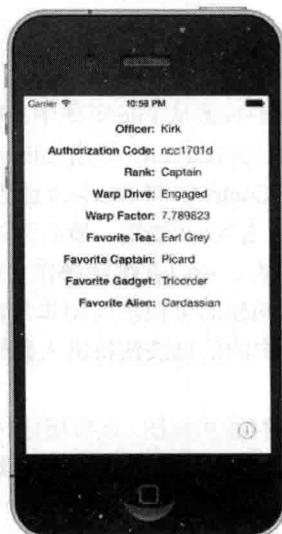 Carrier 10:58 PM
Officer: Kirk
Authorization Code: ncc1701d
Rank: Captain
Warp Drive: Engaged
Warp Factor: 7.789823
Favorite Tea: Earl Grey
Favorite Captain: Picard
Favorite Gadget: Tricorder
Favorite Alien: Cardassian